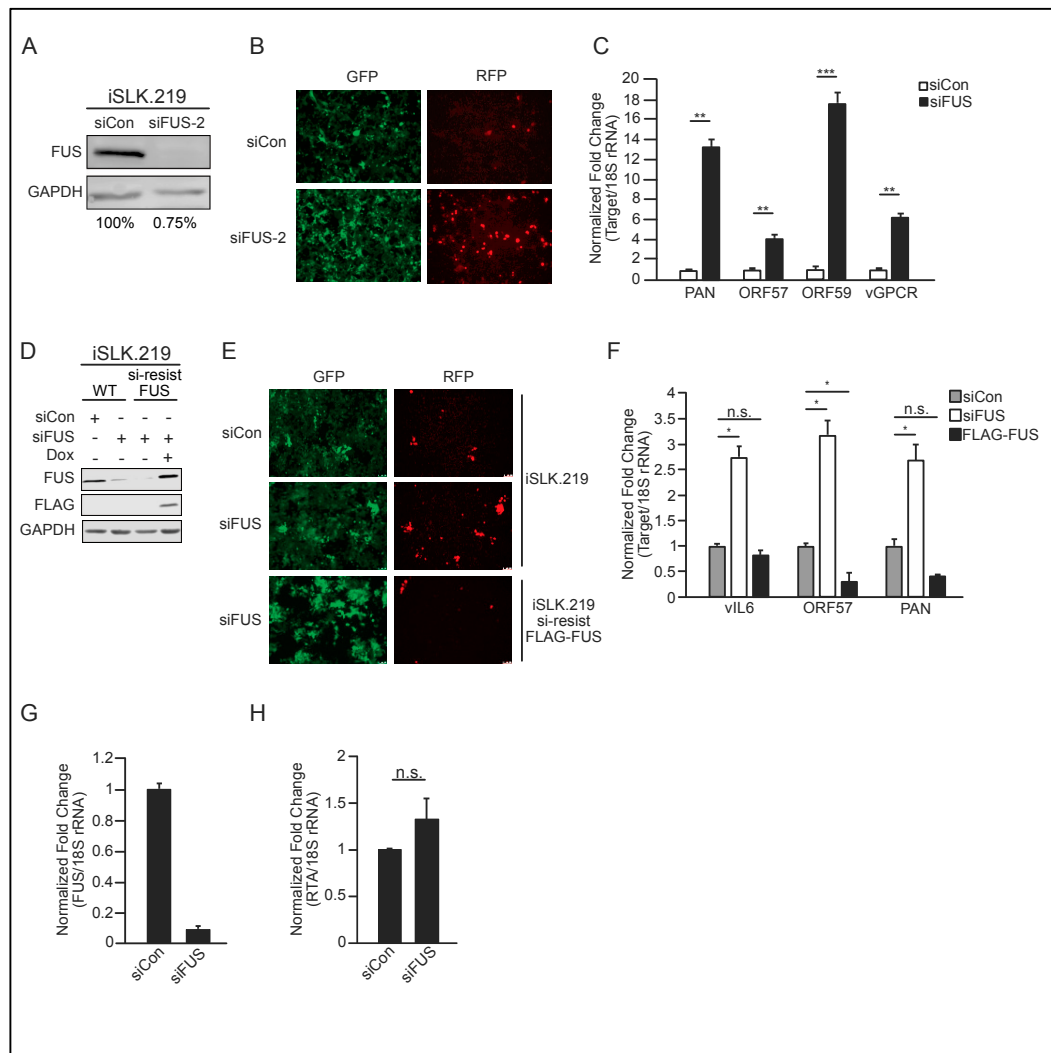 A
iSLK.219
siCon siFUS-2
FUS
GAPDH
100% 0.75%
B
GFP RFP
siCon
siFUS-2
C
Normalized Fold Change
(Target/18S rRNA)
20
18
16
14
12
10
8
6
4
2
0
** ** *** **
PAN ORF57 ORF59 vGPCR
siCon
siFUS
D
iSLK.219
WT si-resist FUS
siCon + - - -
siFUS - + + +
Dox +
FUS
FLAG
GAPDH
E
GFP RFP
siCon
siFUS
siFUS
iSLK.219
iSLK.219
si-resist
FLAG-FUS
F
Normalized Fold Change
(Target/18S rRNA)
4
3.5
3
2.5
2
1.5
1
0.5
0
n.s. * * * n.s. *
vIL6 ORF57 PAN
siCon
siFUS
FLAG-FUS
G
Normalized Fold Change
(FUS/18S rRNA)
1.2
1
0.8
0.6
0.4
0.2
0
siCon siFUS
H
Normalized Fold Change
(RTA/18S rRNA)
2
1.5
1
0.5
0
n.s.
siCon siFUS